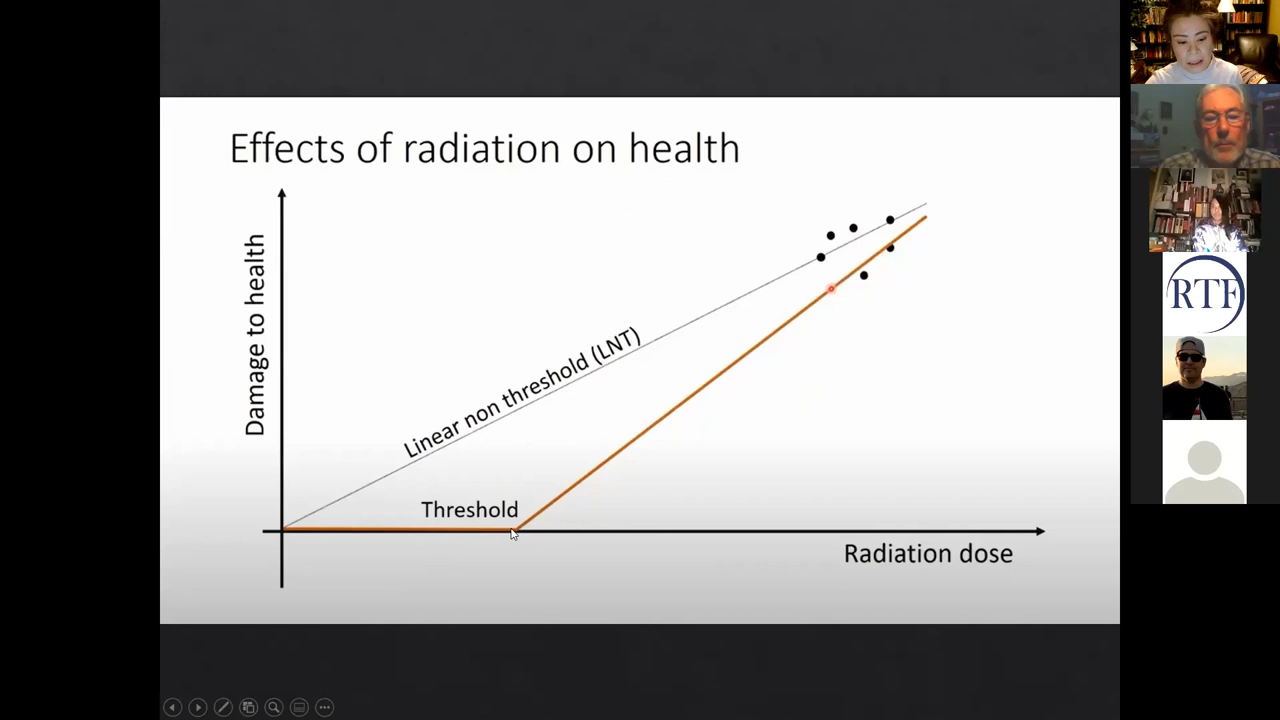 Effects of radiation on health
Damage to health
Linear non threshold (LNT)
Threshold
Radiation dose
RTF